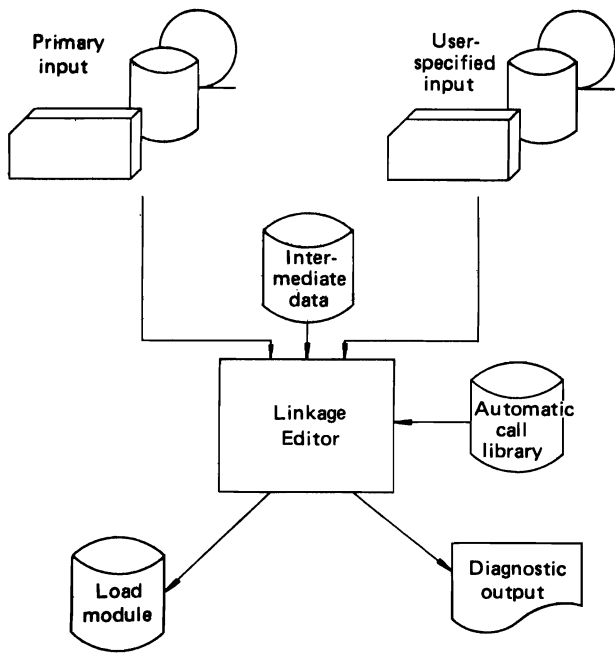 Primary
input
User-
specified
input
Inter-
mediate
data
Linkage
Editor
Automatic
call
library
Load
module
Diagnostic
output